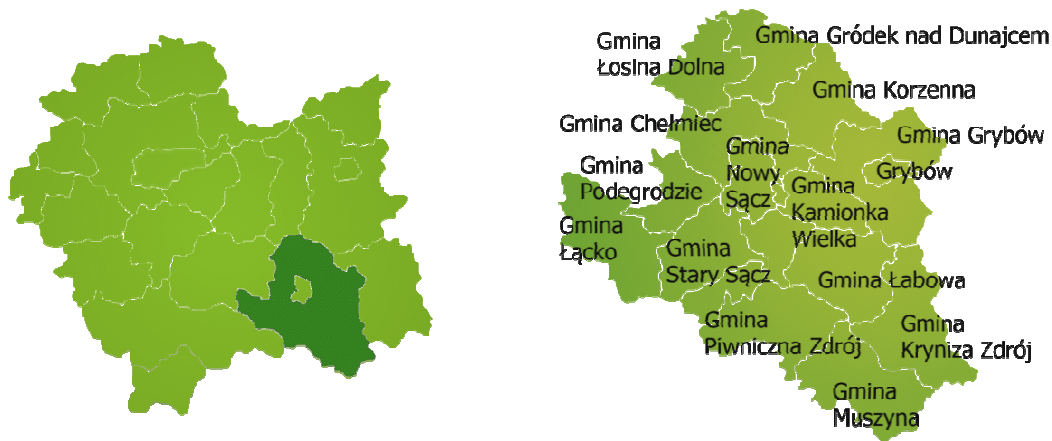 Gmina
Łosina Dolna
Gmina Gródek nad Dunajcem
Gmina Korzenna
Gmina Chełmiec
Gmina Grybów
Gmina
Nowy
Sącz
Gmina
Podegrodzie
Grybów
Gmina
Kamionka
Wielka
Gmina
Łącko
Gmina
Stary Sącz
Gmina Łabowa
Gmina
Piwniczna Zdrój
Gmina
Kryniza Zdrój
Gmina
Muszyna